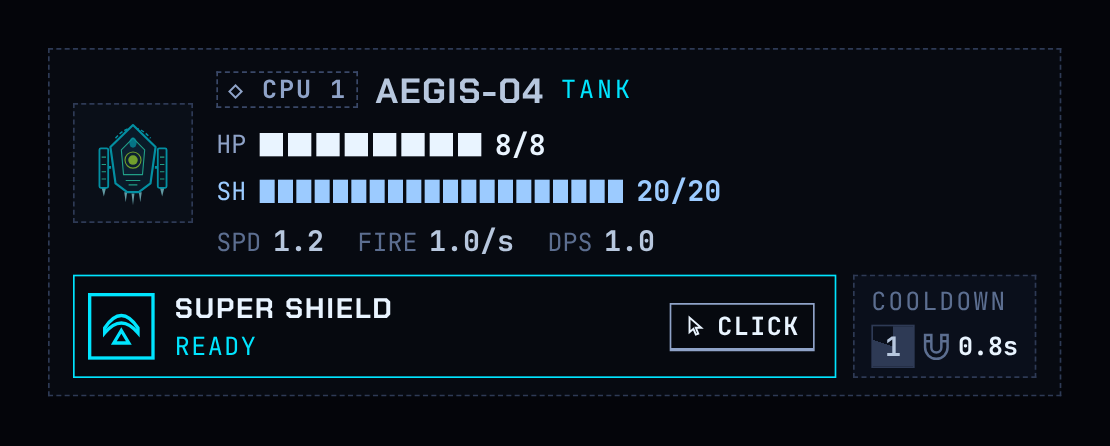 ◇ CPU 1 AEGIS-04 TANK
HP 8/8
SH 20/20
SPD 1.2 FIRE 1.0/s DPS 1.0
SUPER SHIELD
READY
CLICK
COOLDOWN
1 0.8s